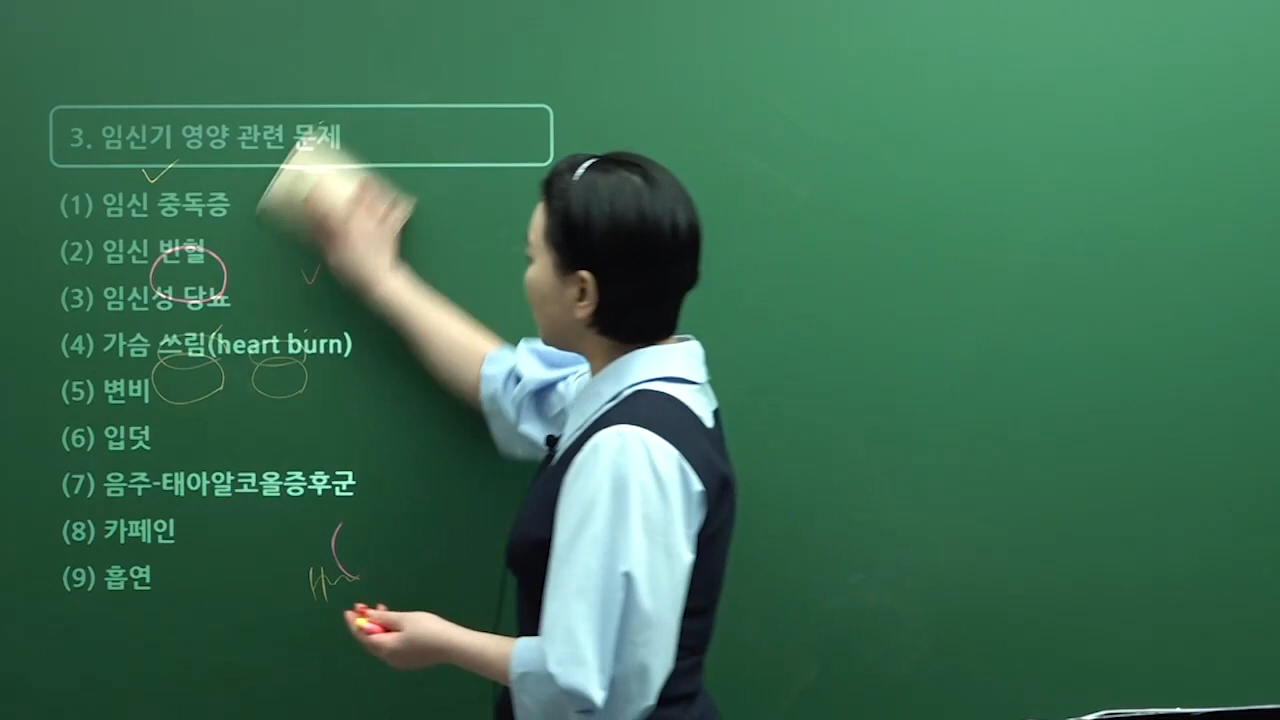 3. 임신기 영양 관련 문제
(1) 임신 중독증
(2) 임신 빈혈
(3) 임신성 당뇨
(4) 가슴 쓰림(heart burn)
(5) 변비
(6) 입덧
(7) 음주-태아알코올증후군
(8) 카페인
(9) 흡연